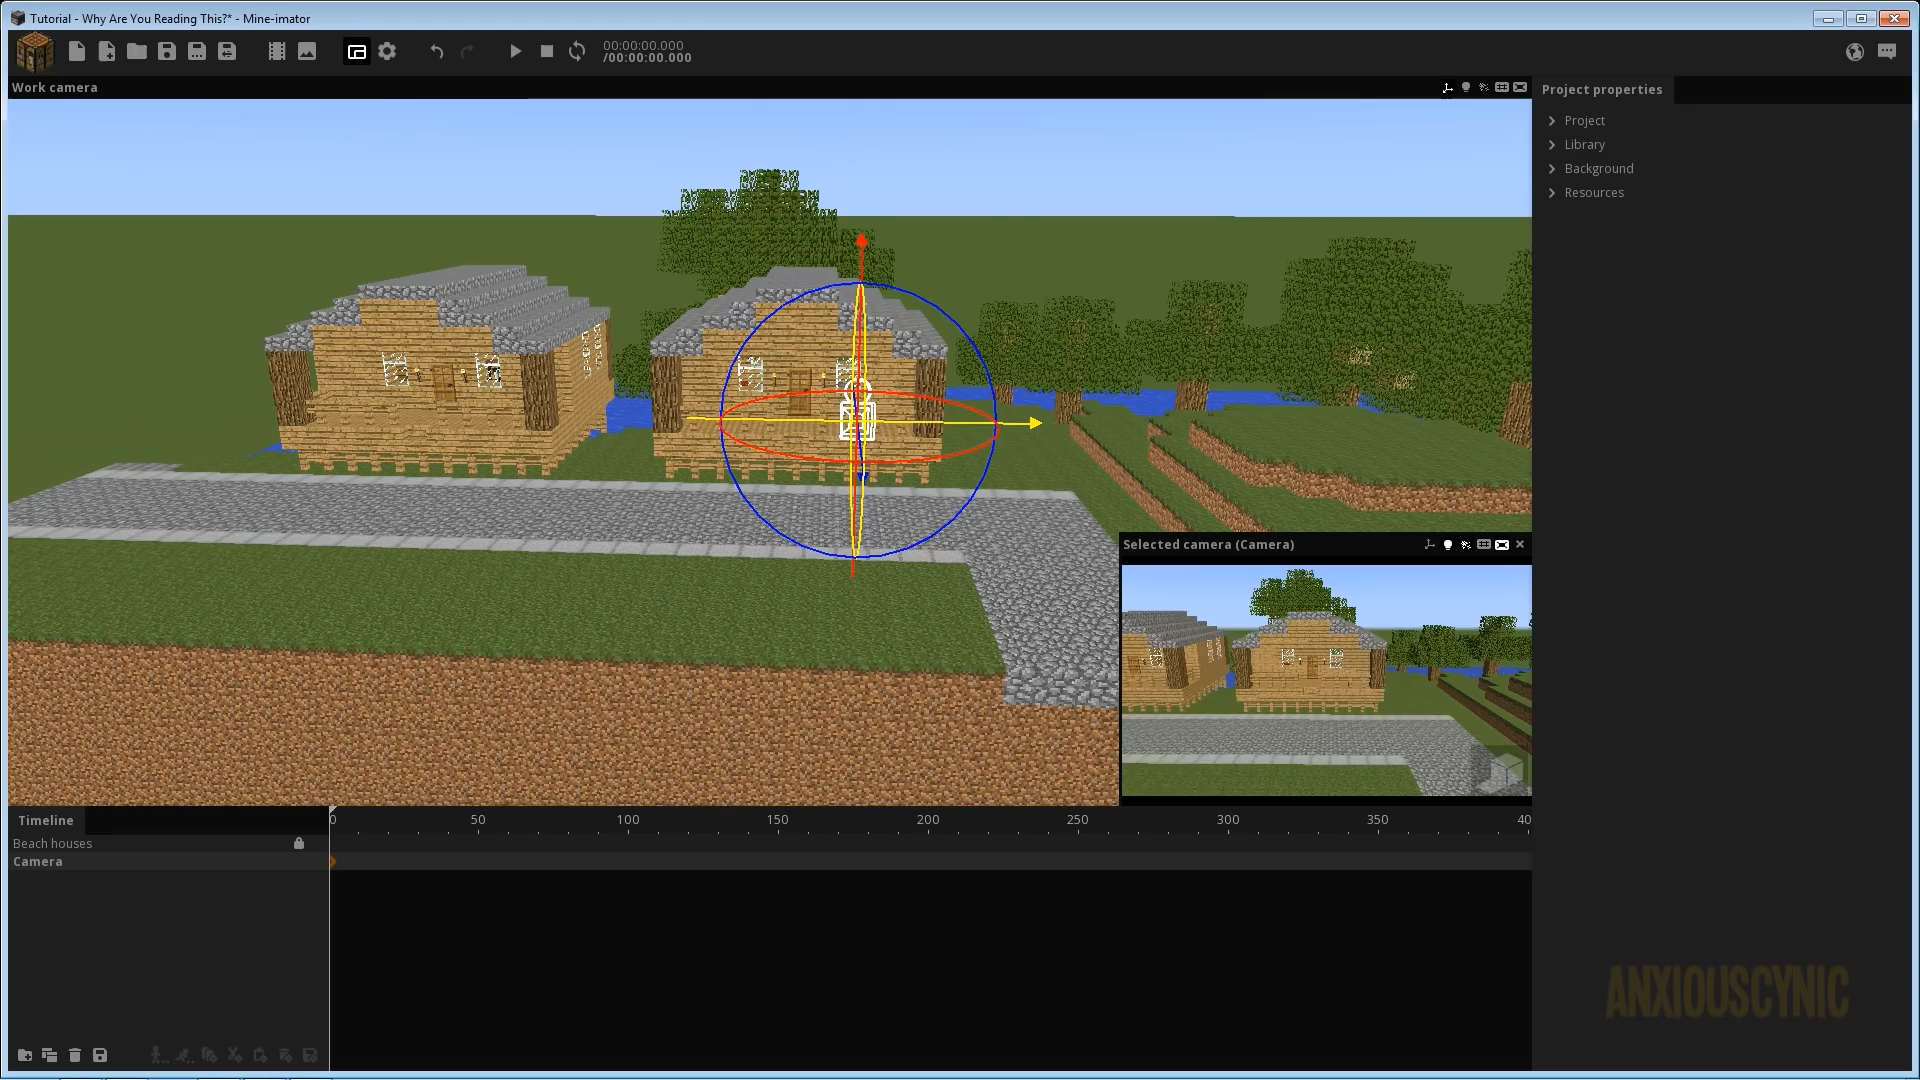 Tutorial - Why Are You Reading This?* - Mine-imator
00:00:00.000
/00:00:00.000
Work camera
Project properties
Project
Library
Background
Resources
Selected camera (Camera)
Timeline
0 50 100 150 200 250 300 350 40
Beach houses
Camera
ANXIOUSCYNIC